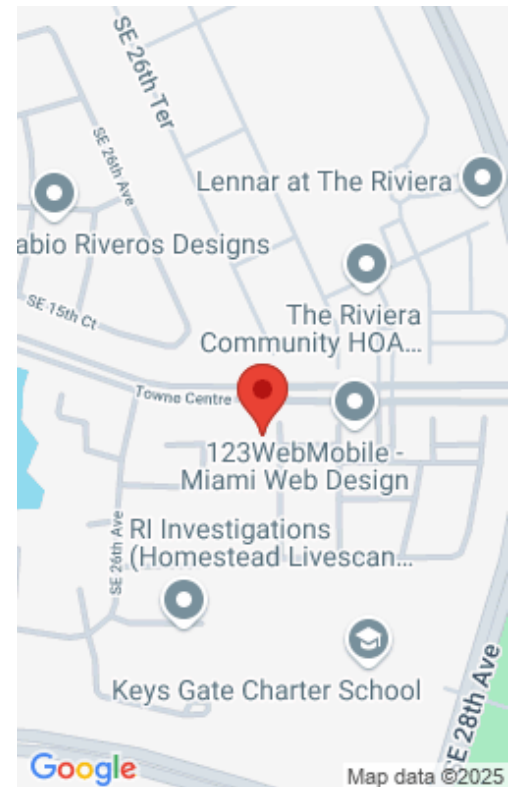 SE 26th Ter
SE 26th Ave
Lennar at The Riviera
abio Riveros Designs
SE 15th Ct
The Riviera
Community HOA...
Towne Centre
123WebMobile -
Miami Web Design
RI Investigations
(Homestead Livescan...
SE 26th Ave
Keys Gate Charter School
SE 28th Ave
Google
Map data ©2025